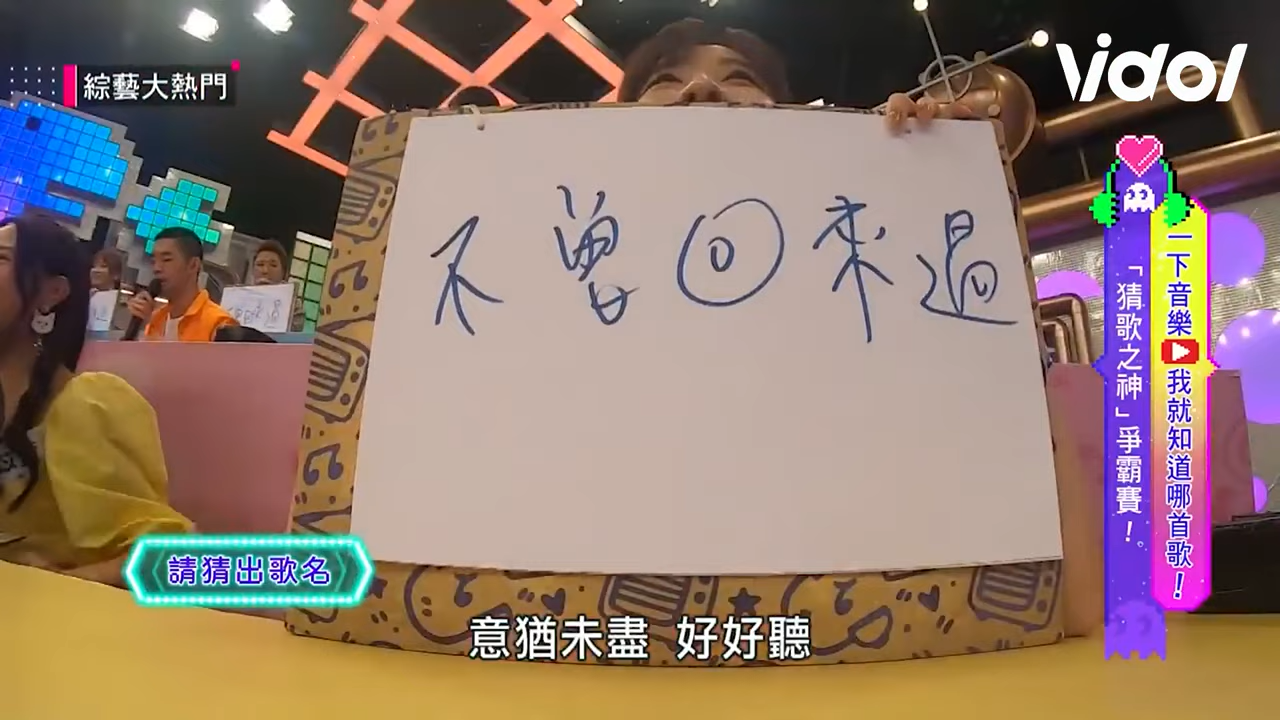 綜藝大熱門
Vidol
不曾回來過
一下音樂我就知道哪首歌！
「猜歌之神」爭霸賽！
請猜出歌名
意猶未盡 好好聽